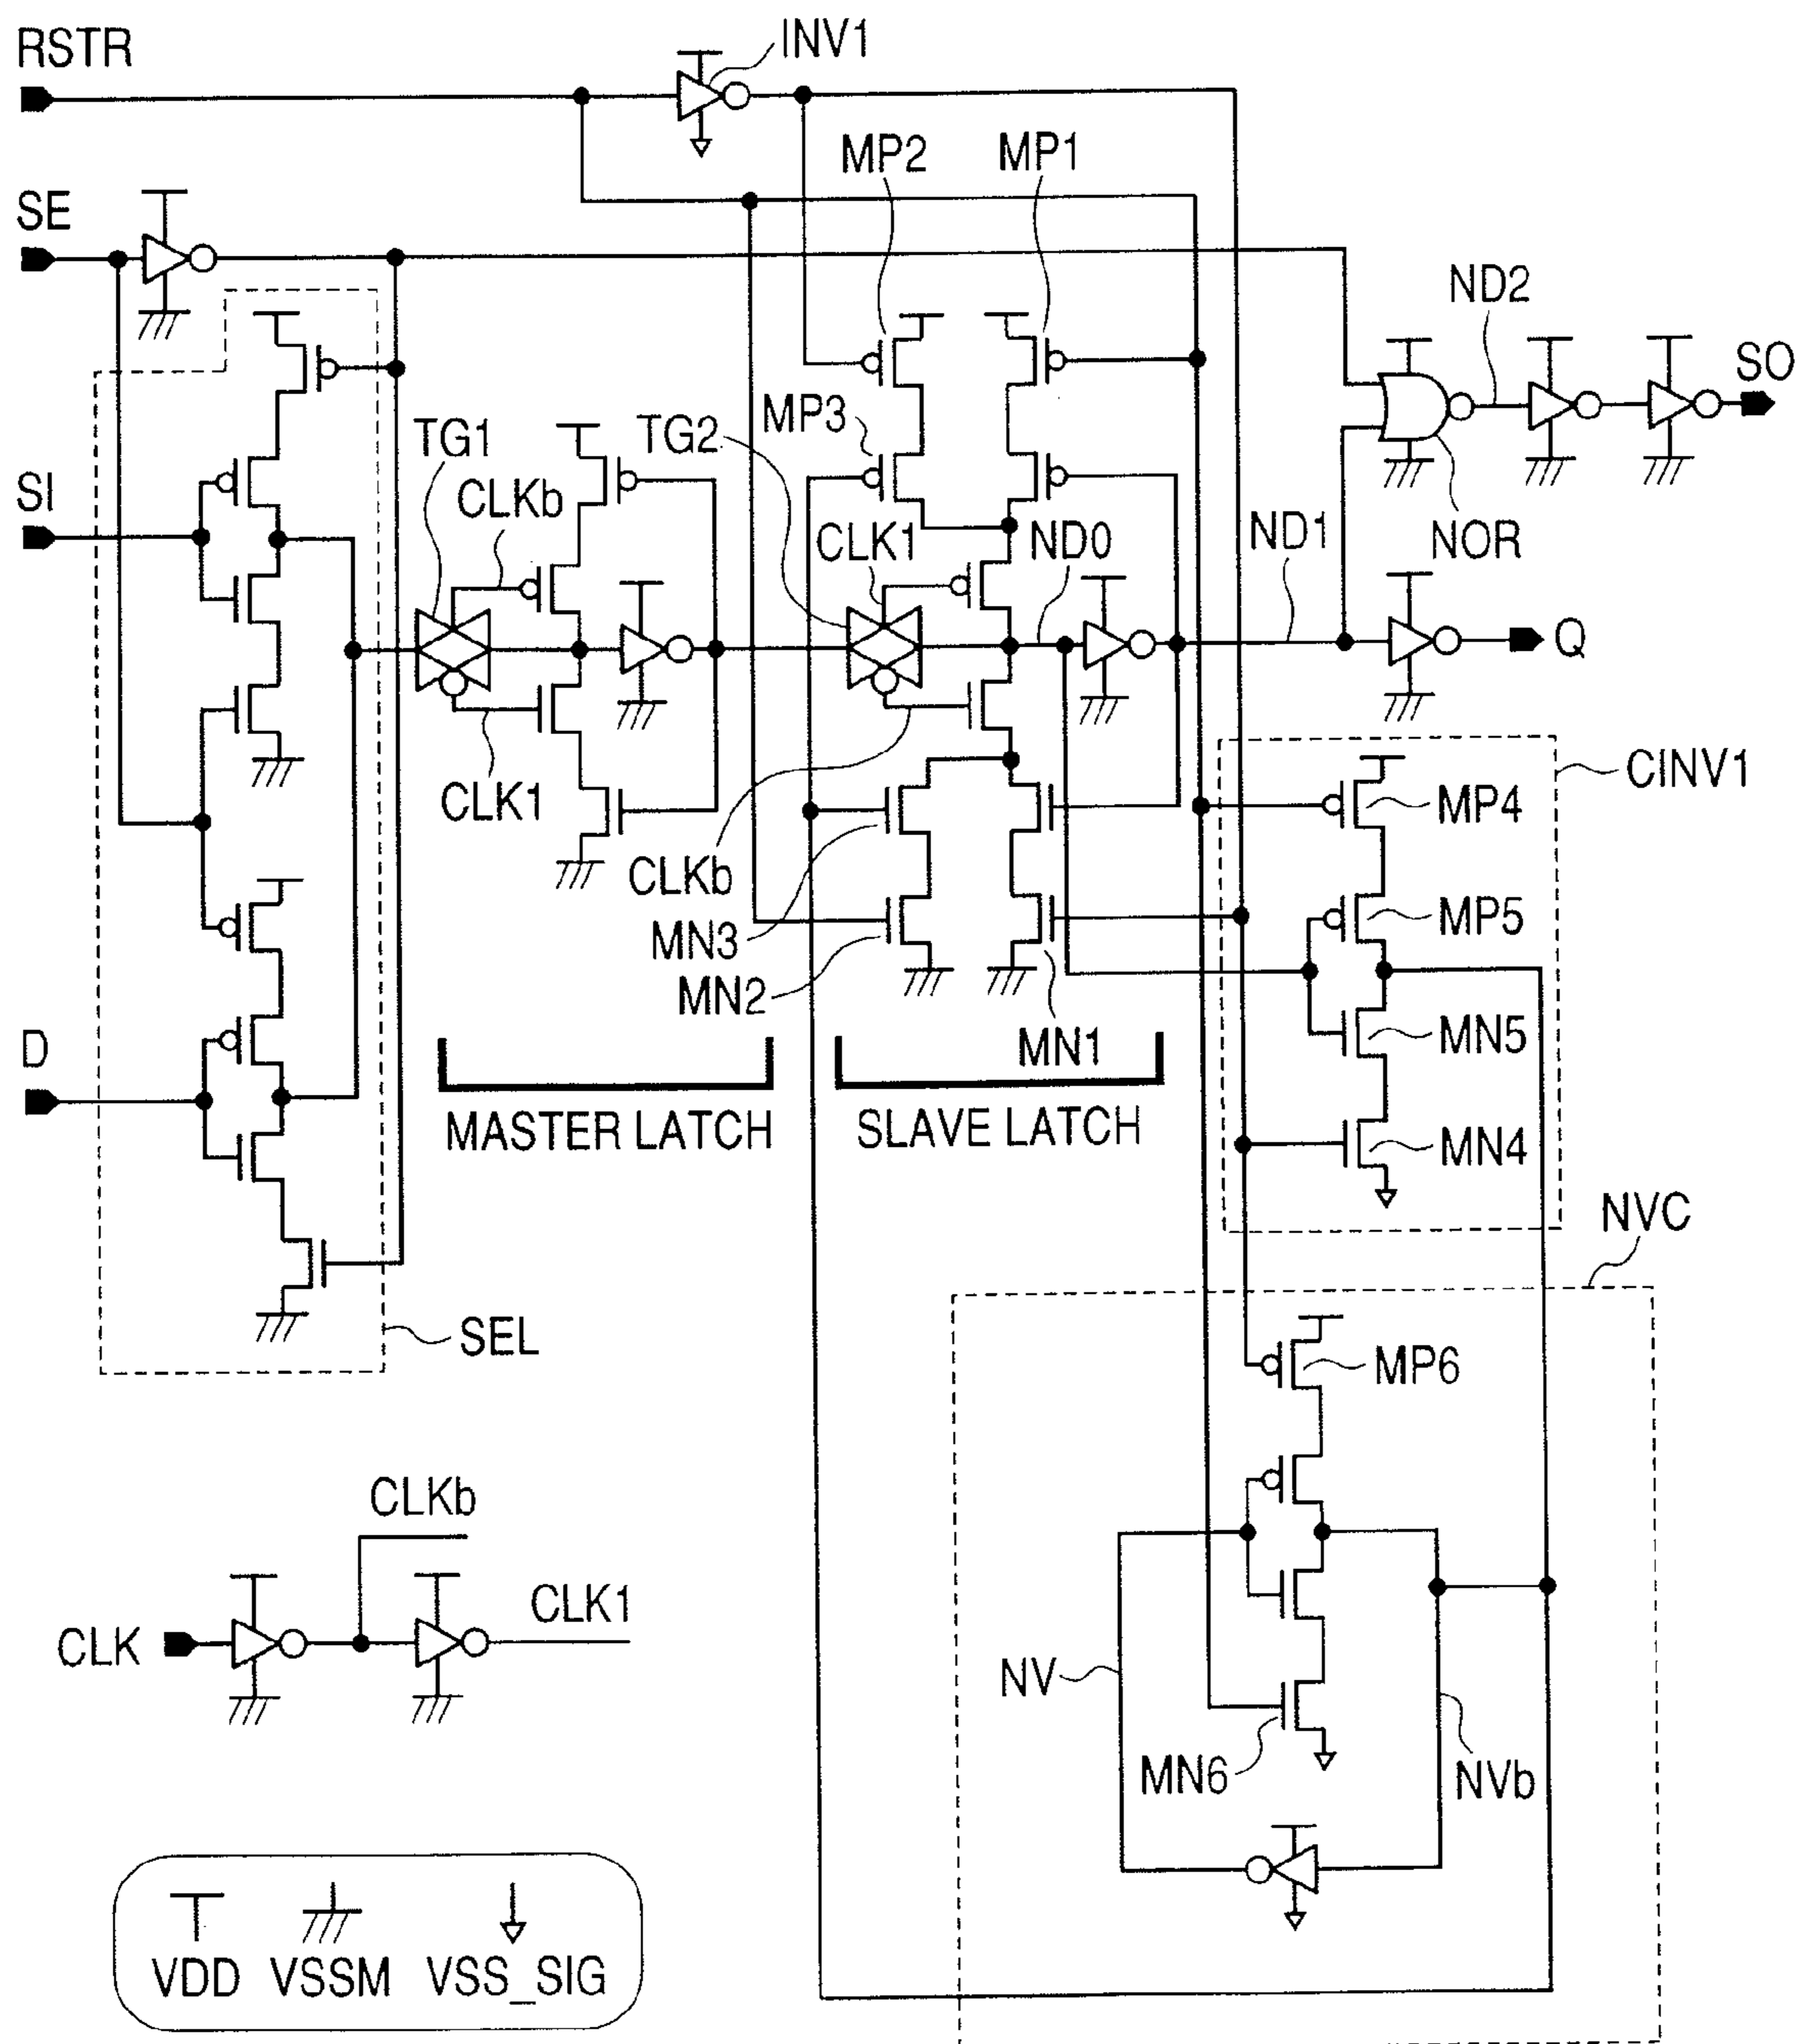 RSTR
INV1
MP2
MP1
SE
ND2
SO
MP3
TG1
TG2
CLKb
SI
CLK1
ND0
ND1
NOR
Q
CINV1
CLK1
MP4
CLKb
MP5
MN3
MN2
D
MN1
MN5
MASTER LATCH
SLAVE LATCH
MN4
NVC
SEL
MP6
CLKb
CLK1
CLK
NV
MN6
NVb
VDD
VSSM
VSS_SIG